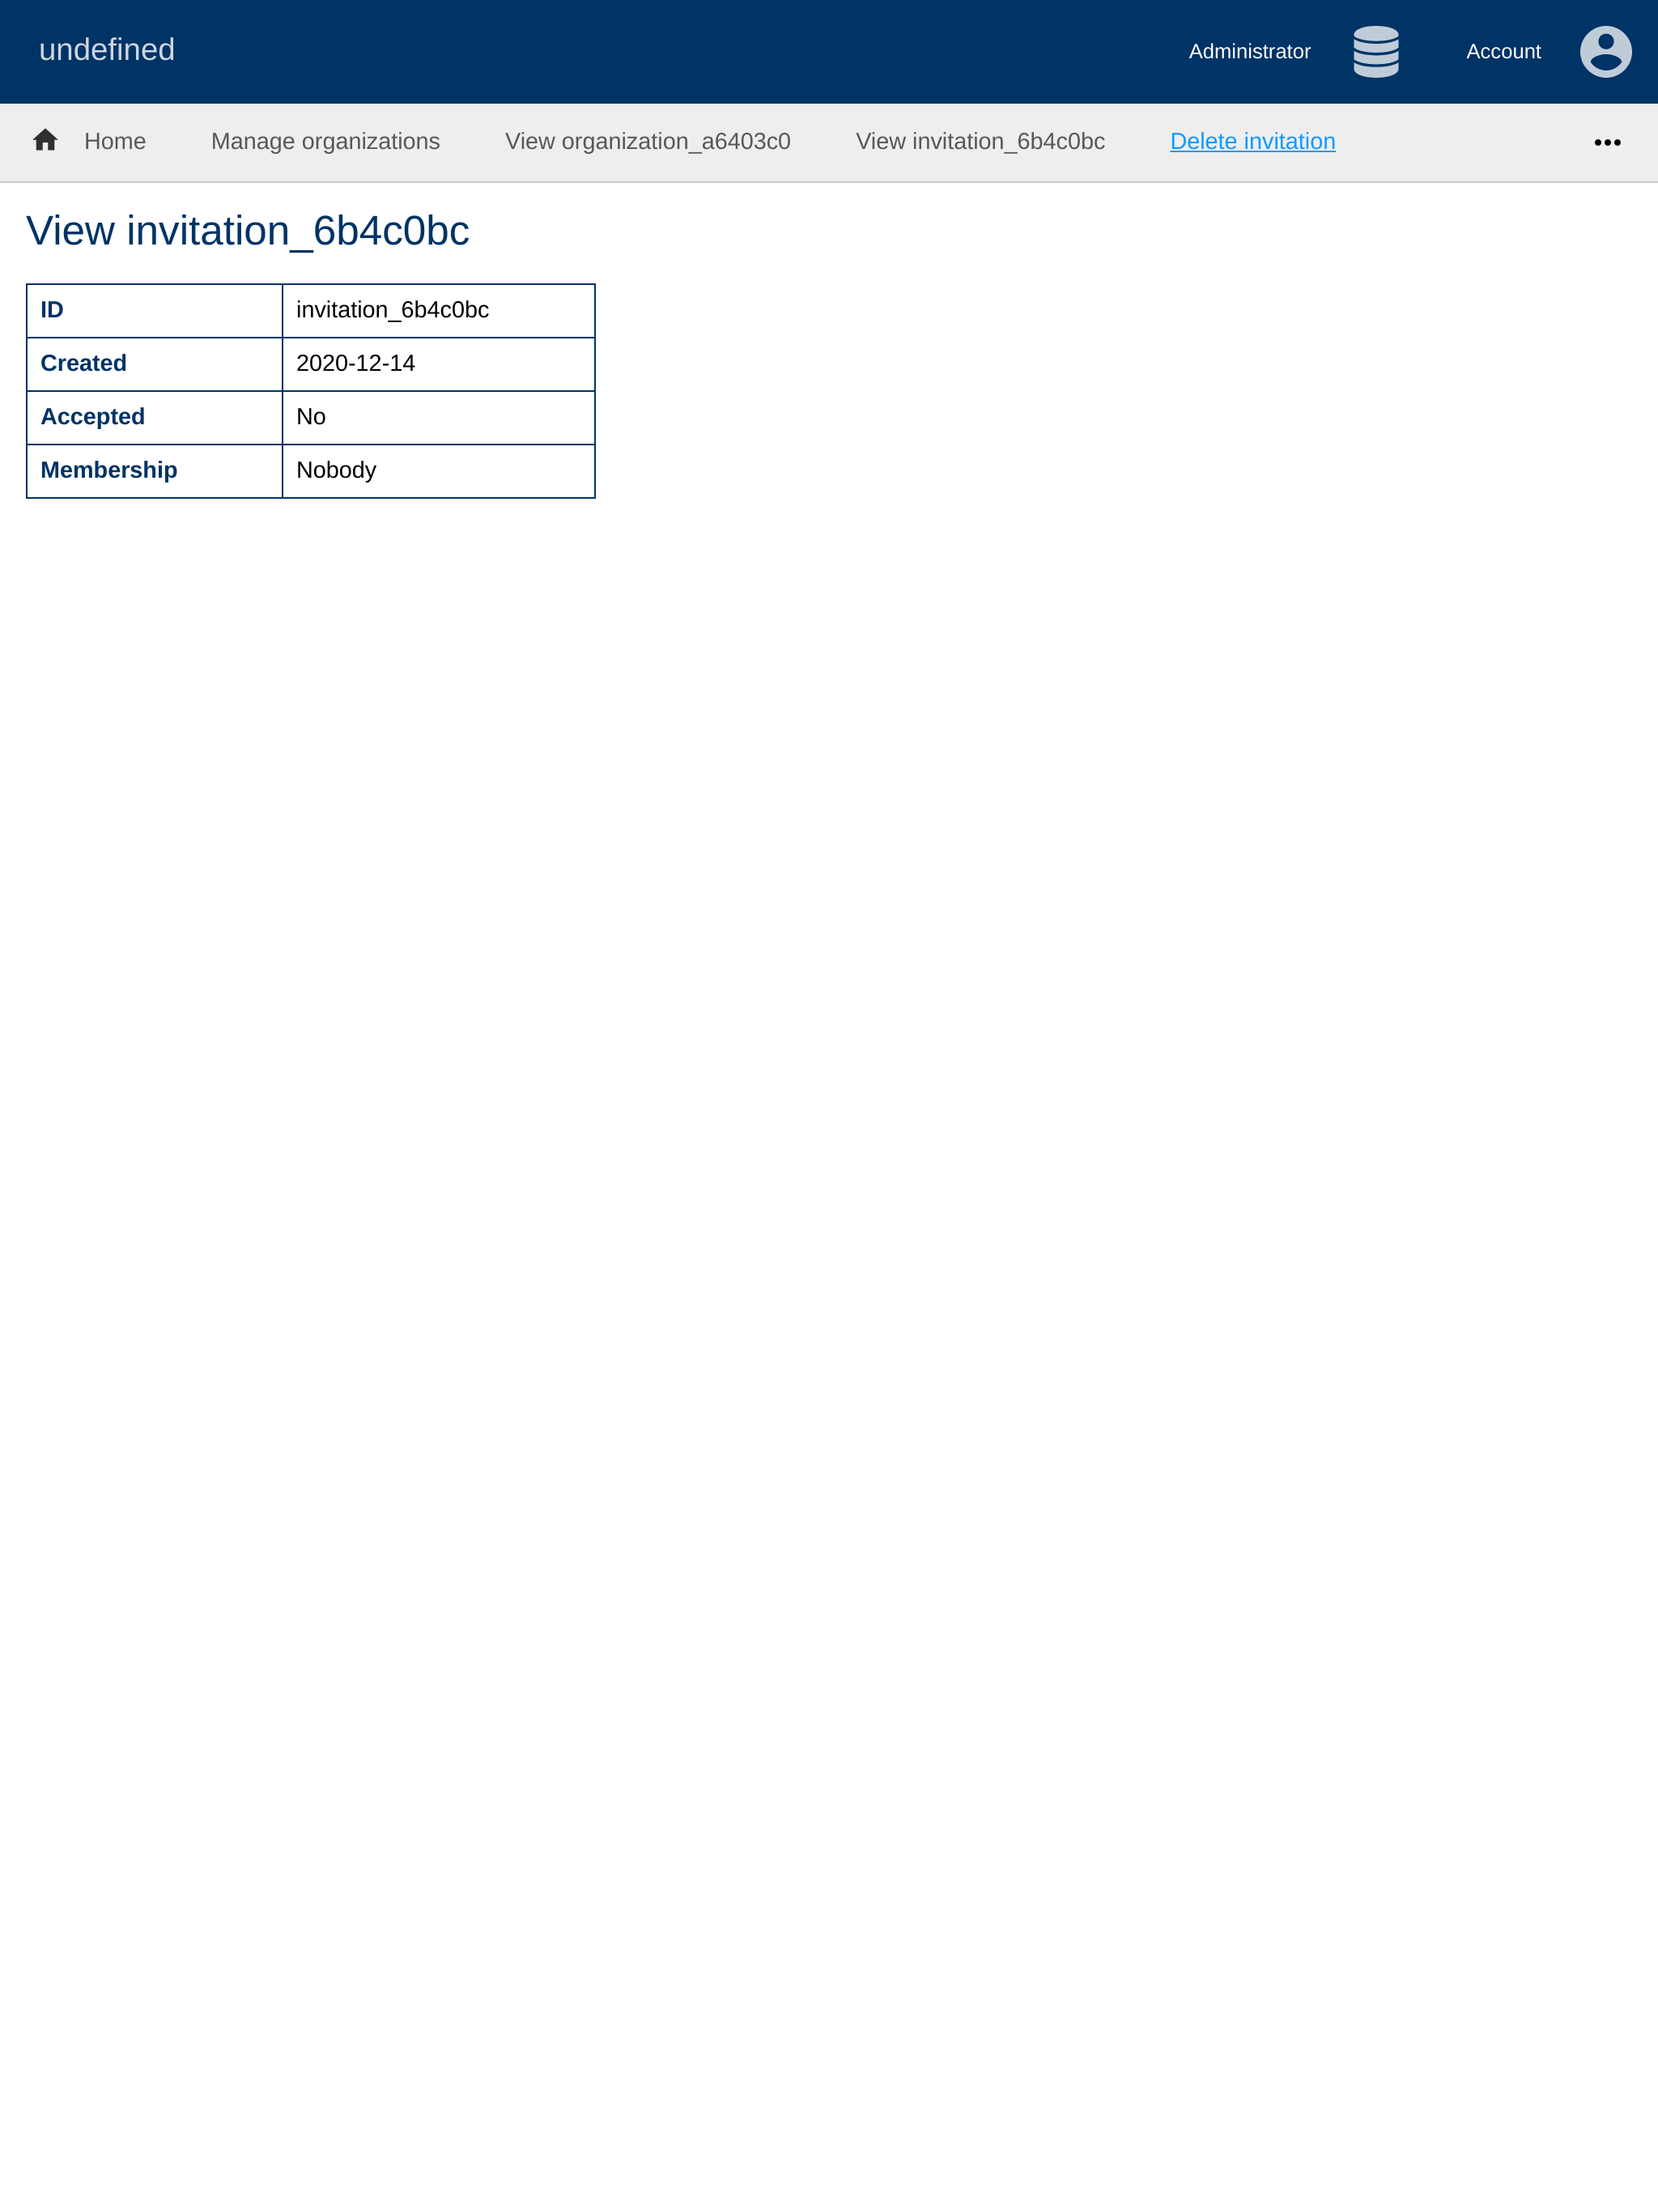 undefined
Administrator
Account
Home
Manage organizations
View organization_a6403c0
View invitation_6b4c0bc
Delete invitation
•••
View invitation_6b4c0bc
ID invitation_6b4c0bc
Created 2020-12-14
Accepted No
Membership Nobody